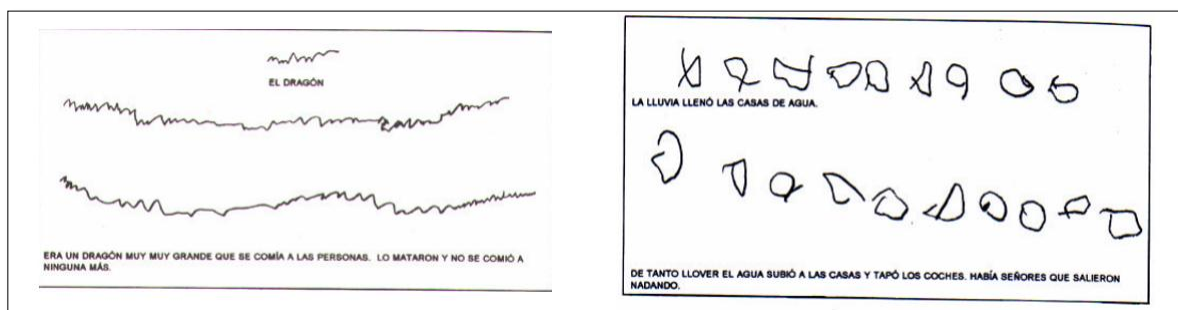 EL DRAGÓN
ERA UN DRAGÓN MUY MUY GRANDE QUE SE COMÍA A LAS PERSONAS. LO MATARON Y NO SE COMIÓ A
NINGUNA MÁS.
LA LLUVIA LLENÓ LAS CASAS DE AGUA.
DE TANTO LLOVER EL AGUA SUBIÓ A LAS CASAS Y TAPÓ LOS COCHES. HABÍA SEÑORES QUE SALIERON
NADANDO.